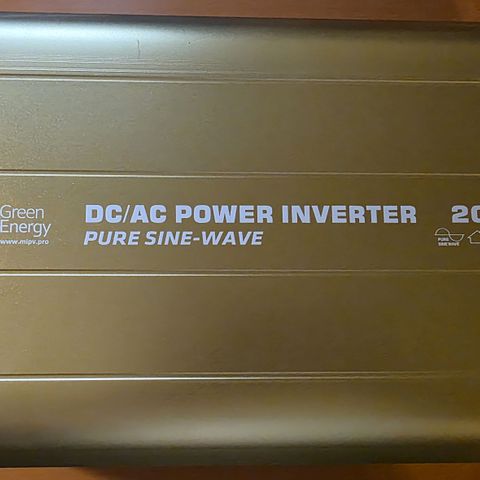 Green
Energy
www.mipv.pro
DC/AC POWER INVERTER
PURE SINE-WAVE
20
PURE
SINE WAVE